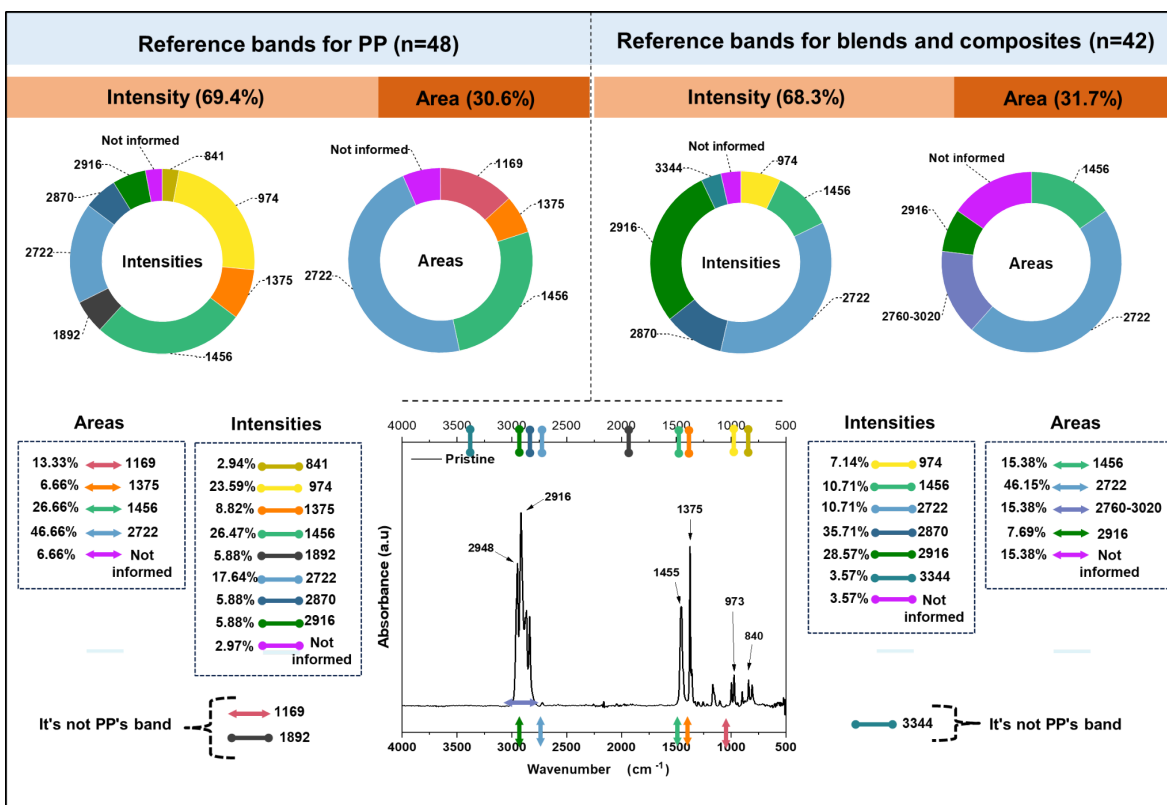 Reference bands for PP (n=48)
Reference bands for blends and composites (n=42)
Intensity (69.4%)
Area (30.6%)
Intensity (68.3%)
Area (31.7%)
Not informed
841
2916
2870
974
2722
Intensities
1375
1892
1456
Not informed
1169
1375
2722
Areas
1456
Not informed
3344
974
1456
2916
Intensities
2722
2870
Not informed
1456
2916
Areas
2760-3020
2722
Areas
13.33% 1169
6.66% 1375
26.66% 1456
46.66% 2722
6.66% Not
informed
Intensities
2.94% 841
23.59% 974
8.82% 1375
26.47% 1456
5.88% 1892
17.64% 2722
5.88% 2870
5.88% 2916
2.97% Not
informed
It's not PP's band
1169
1892
4000 3500 3000 2500 2000 1500 1000 500
4000 3500 3000 2500 2000 1500 1000 500
Pristine
2916
2948
1375
1455
973
840
Absorbance (a.u)
4000 3500 3000 2500 2000 1500 1000 500
Wavenumber (cm -1)
Intensities
7.14% 974
10.71% 1456
10.71% 2722
35.71% 2870
28.57% 2916
3.57% 3344
3.57% Not
informed
Areas
15.38% 1456
46.15% 2722
15.38% 2760-3020
7.69% 2916
15.38% Not
informed
3344
It's not PP's band